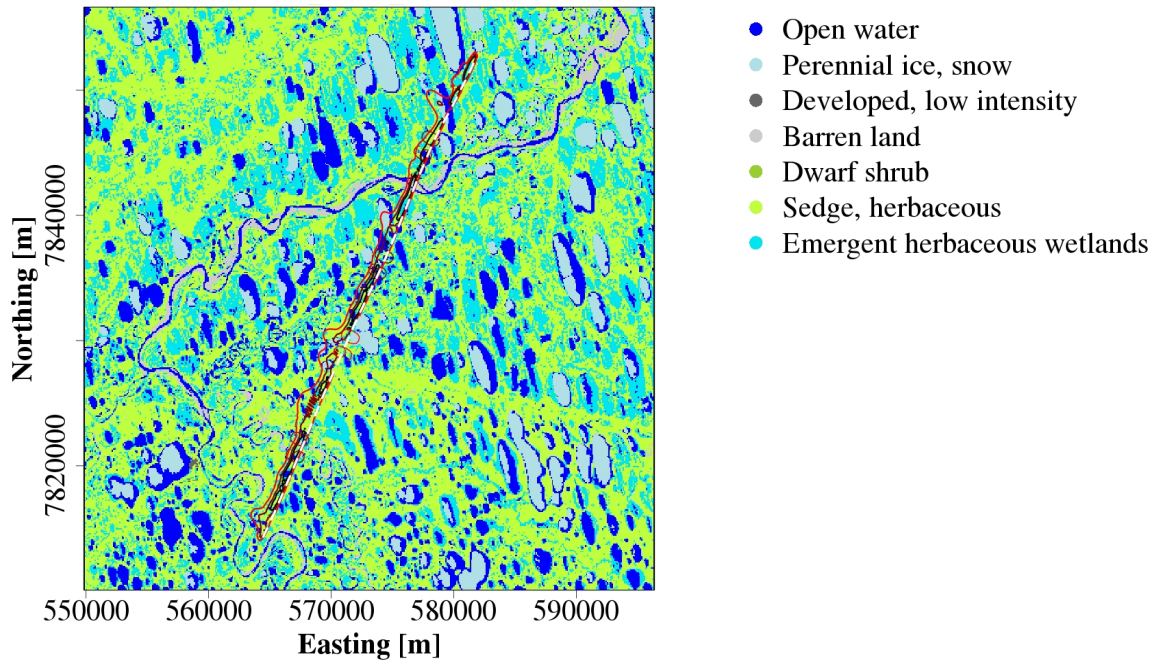 Open water
Perennial ice, snow
Developed, low intensity
Barren land
Dwarf shrub
Sedge, herbaceous
Emergent herbaceous wetlands
Northing [m]
7840000
7820000
550000 560000 570000 580000 590000
Easting [m]